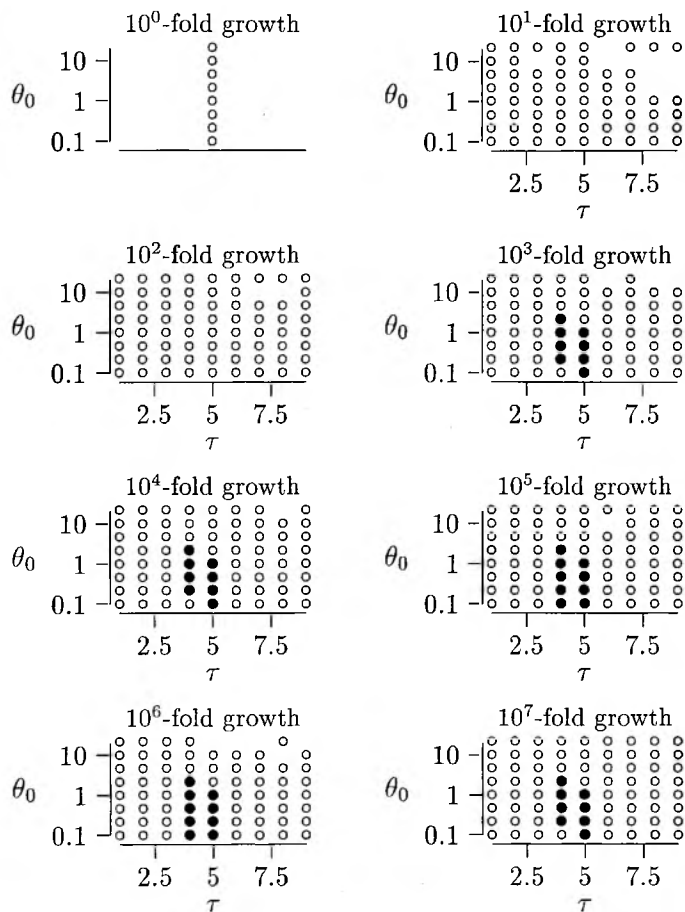 10⁰-fold growth
10
θ₀
1
0.1
10¹-fold growth
10
θ₀
1
0.1
2.5 5 7.5
τ
10²-fold growth
10
θ₀
1
0.1
2.5 5 7.5
τ
10³-fold growth
10
θ₀
1
0.1
2.5 5 7.5
τ
10⁴-fold growth
10
θ₀
1
0.1
2.5 5 7.5
τ
10⁵-fold growth
10
θ₀
1
0.1
2.5 5 7.5
τ
10⁶-fold growth
10
θ₀
1
0.1
2.5 5 7.5
τ
10⁷-fold growth
10
θ₀
1
0.1
2.5 5 7.5
τ